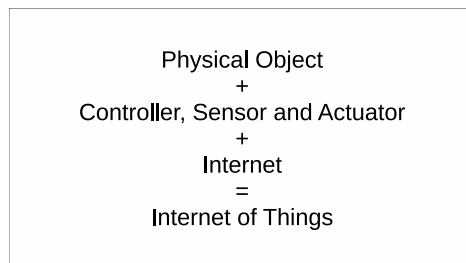 Physical Object
+
Controller, Sensor and Actuator
+
Internet
=
Internet of Things